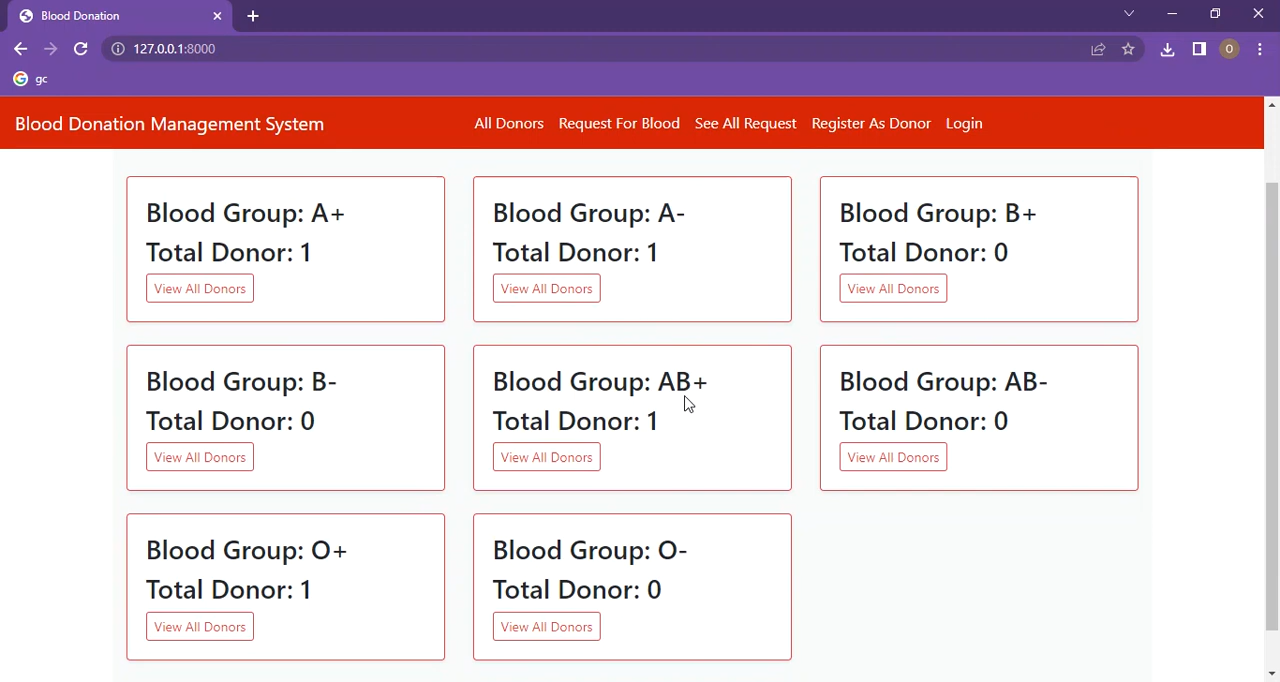 Blood Donation
127.0.0.1:8000
O
gc
Blood Donation Management System
All Donors Request For Blood See All Request Register As Donor Login
Blood Group: A+
Total Donor: 1
View All Donors
Blood Group: A-
Total Donor: 1
View All Donors
Blood Group: B+
Total Donor: 0
View All Donors
Blood Group: B-
Total Donor: 0
View All Donors
Blood Group: AB+
Total Donor: 1
View All Donors
Blood Group: AB-
Total Donor: 0
View All Donors
Blood Group: O+
Total Donor: 1
View All Donors
Blood Group: O-
Total Donor: 0
View All Donors